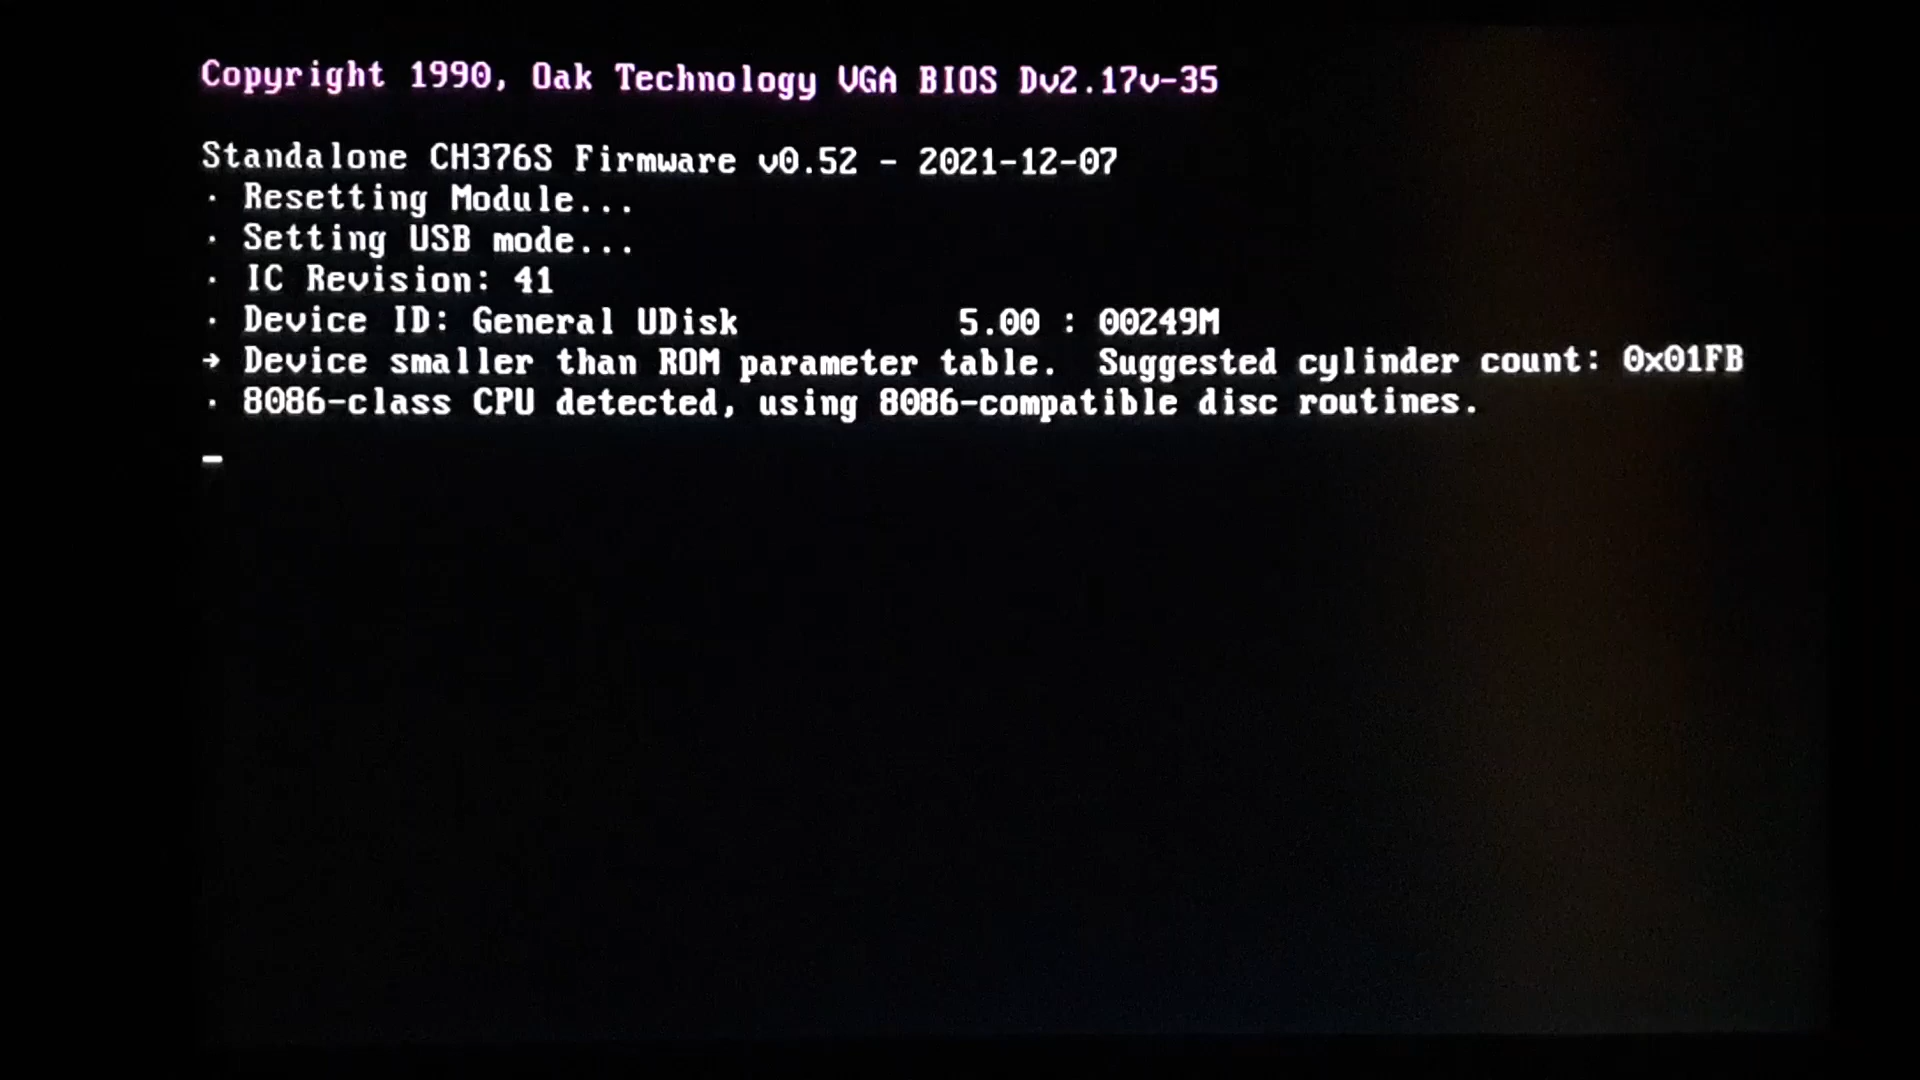 Copyright 1990, Oak Technology VGA BIOS Dv2.17v-35
Standalone CH376S Firmware v0.52 - 2021-12-07
· Resetting Module...
· Setting USB mode...
· IC Revision: 41
· Device ID: General UDisk 5.00 : 00249M
→ Device smaller than ROM parameter table. Suggested cylinder count: 0x01FB
· 8086-class CPU detected, using 8086-compatible disc routines.